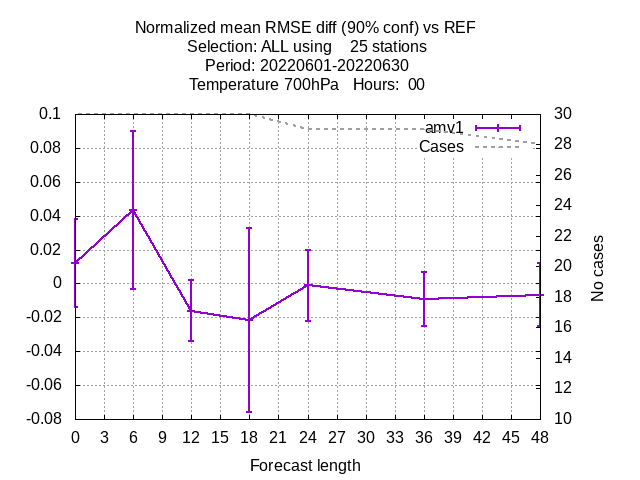 Normalized mean RMSE diff (90% conf) vs REF
Selection: ALL using    25 stations
Period: 20220601-20220630
Temperature 700hPa   Hours:  00
0.1
0.08
0.06
0.04
0.02
0
-0.02
-0.04
-0.06
-0.08
amv1
Cases
30
28
26
24
22
20
18
16
14
12
10
No cases
0 3 6 9 12 15 18 21 24 27 30 33 36 39 42 45 48
Forecast length